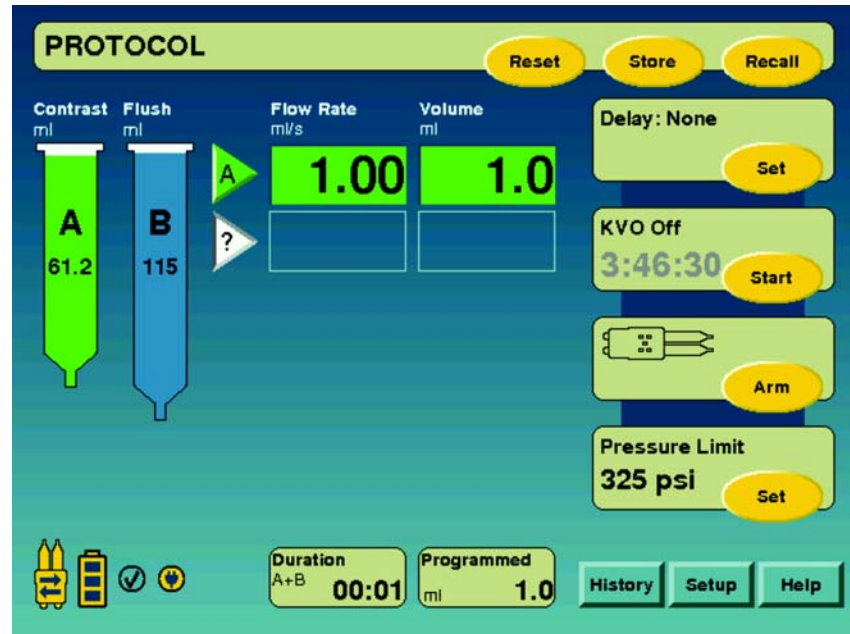 PROTOCOL
Reset
Store
Recall
Contrast
ml
Flush
ml
Flow Rate
ml/s
Volume
ml
A
1.00
1.0
?
A
61.2
B
115
Delay: None
Set
KVO Off
3:46:30
Start
Arm
Pressure Limit
325 psi
Set
Duration
A+B 00:01
Programmed
ml 1.0
History
Setup
Help